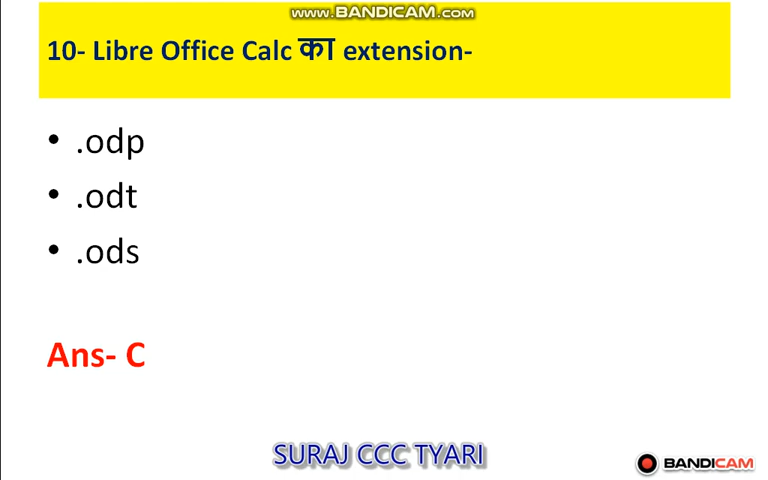 www.BANDICAM.com
10- Libre Office Calc का extension-
• .odp
• .odt
• .ods
Ans- C
SURAJ CCC TYARI
BANDICAM